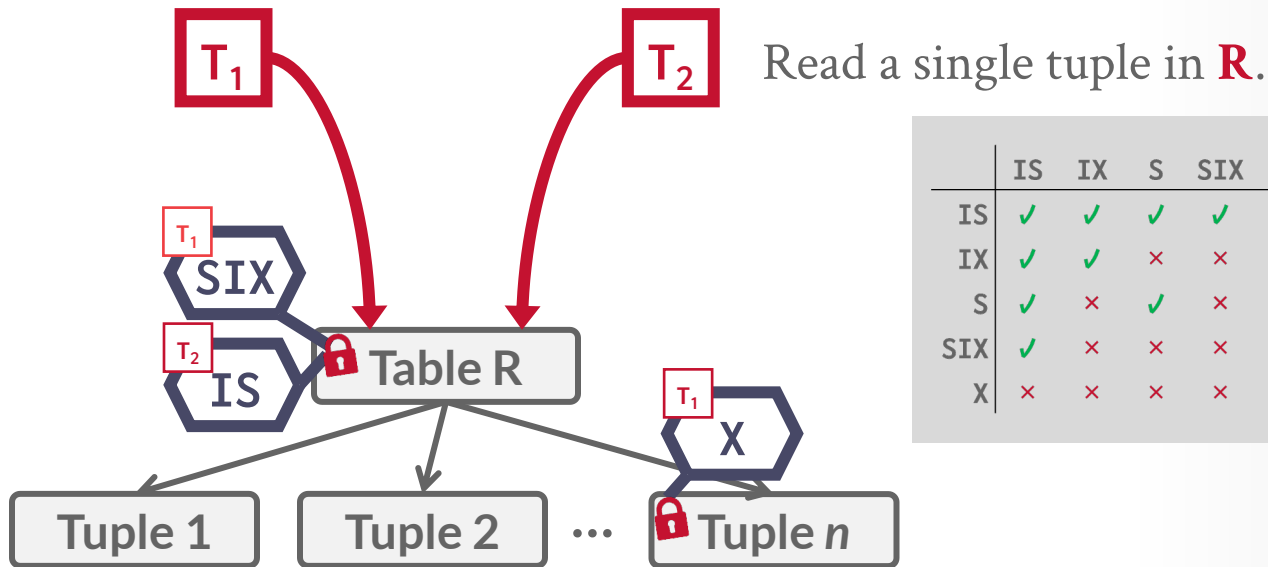 T₁
T₂
Read a single tuple in R.
IS IX S SIX
IS ✓ ✓ ✓ ✓
IX ✓ ✓ × ×
S ✓ × ✓ ×
SIX ✓ × × ×
X × × × ×
T₁
SIX
T₂
IS
Table R
T₁
X
Tuple 1
Tuple 2
...
Tuple n